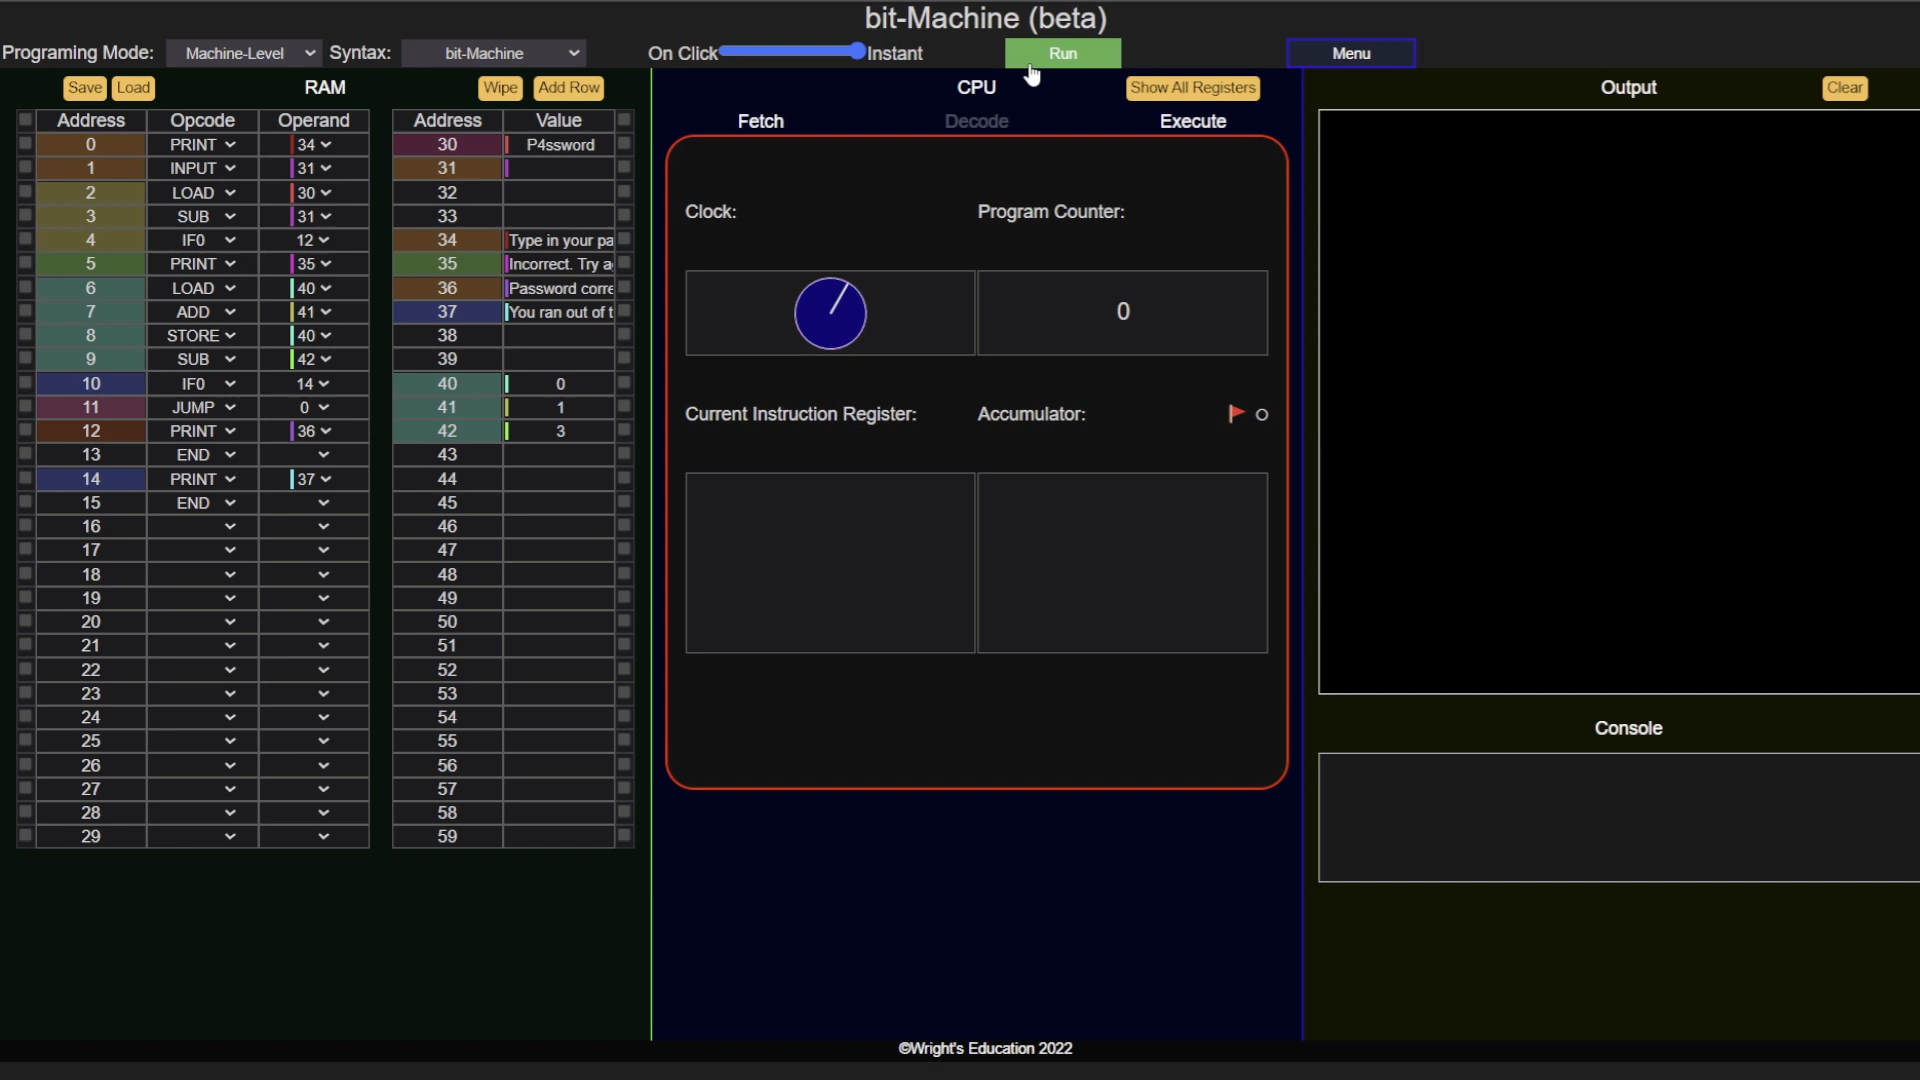 bit-Machine (beta)
Programing Mode: Machine-Level Syntax: bit-Machine On Click Instant Run Menu
Save Load RAM Wipe Add Row CPU Show All Registers Output Clear
Address Opcode Operand Address Value Fetch Decode Execute
0 PRINT 34 30 P4ssword
1 INPUT 31 31
2 LOAD 30 32
3 SUB 31 33 Clock: Program Counter:
4 IF0 12 34 Type in your pa
5 PRINT 35 35 Incorrect. Try a
6 LOAD 40 36 Password corre
7 ADD 41 37 You ran out of t 0
8 STORE 40 38
9 SUB 42 39
10 IF0 14 40 0
11 JUMP 0 41 1 Current Instruction Register: Accumulator:
12 PRINT 36 42 3
13 END 43
14 PRINT 37 44
15 END 45
16 46
17 47
18 48
19 49
20 50
21 51
22 52
23 53
24 54
25 55 Console
26 56
27 57
28 58
29 59
©Wright's Education 2022